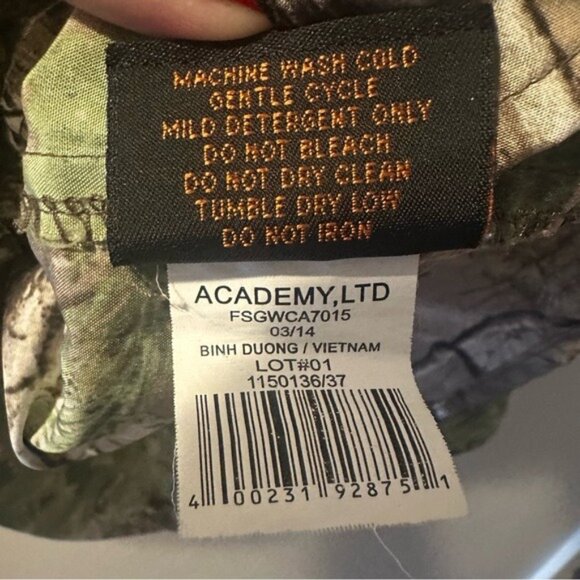 MACHINE WASH COLD
GENTLE CYCLE
MILD DETERGENT ONLY
DO NOT BLEACH
DO NOT DRY CLEAN
TUMBLE DRY LOW
DO NOT IRON
ACADEMY,LTD
FSGWCA7015
03/14
BINH DUONG / VIETNAM
LOT#01
1150136/37
4 00231 92875 1